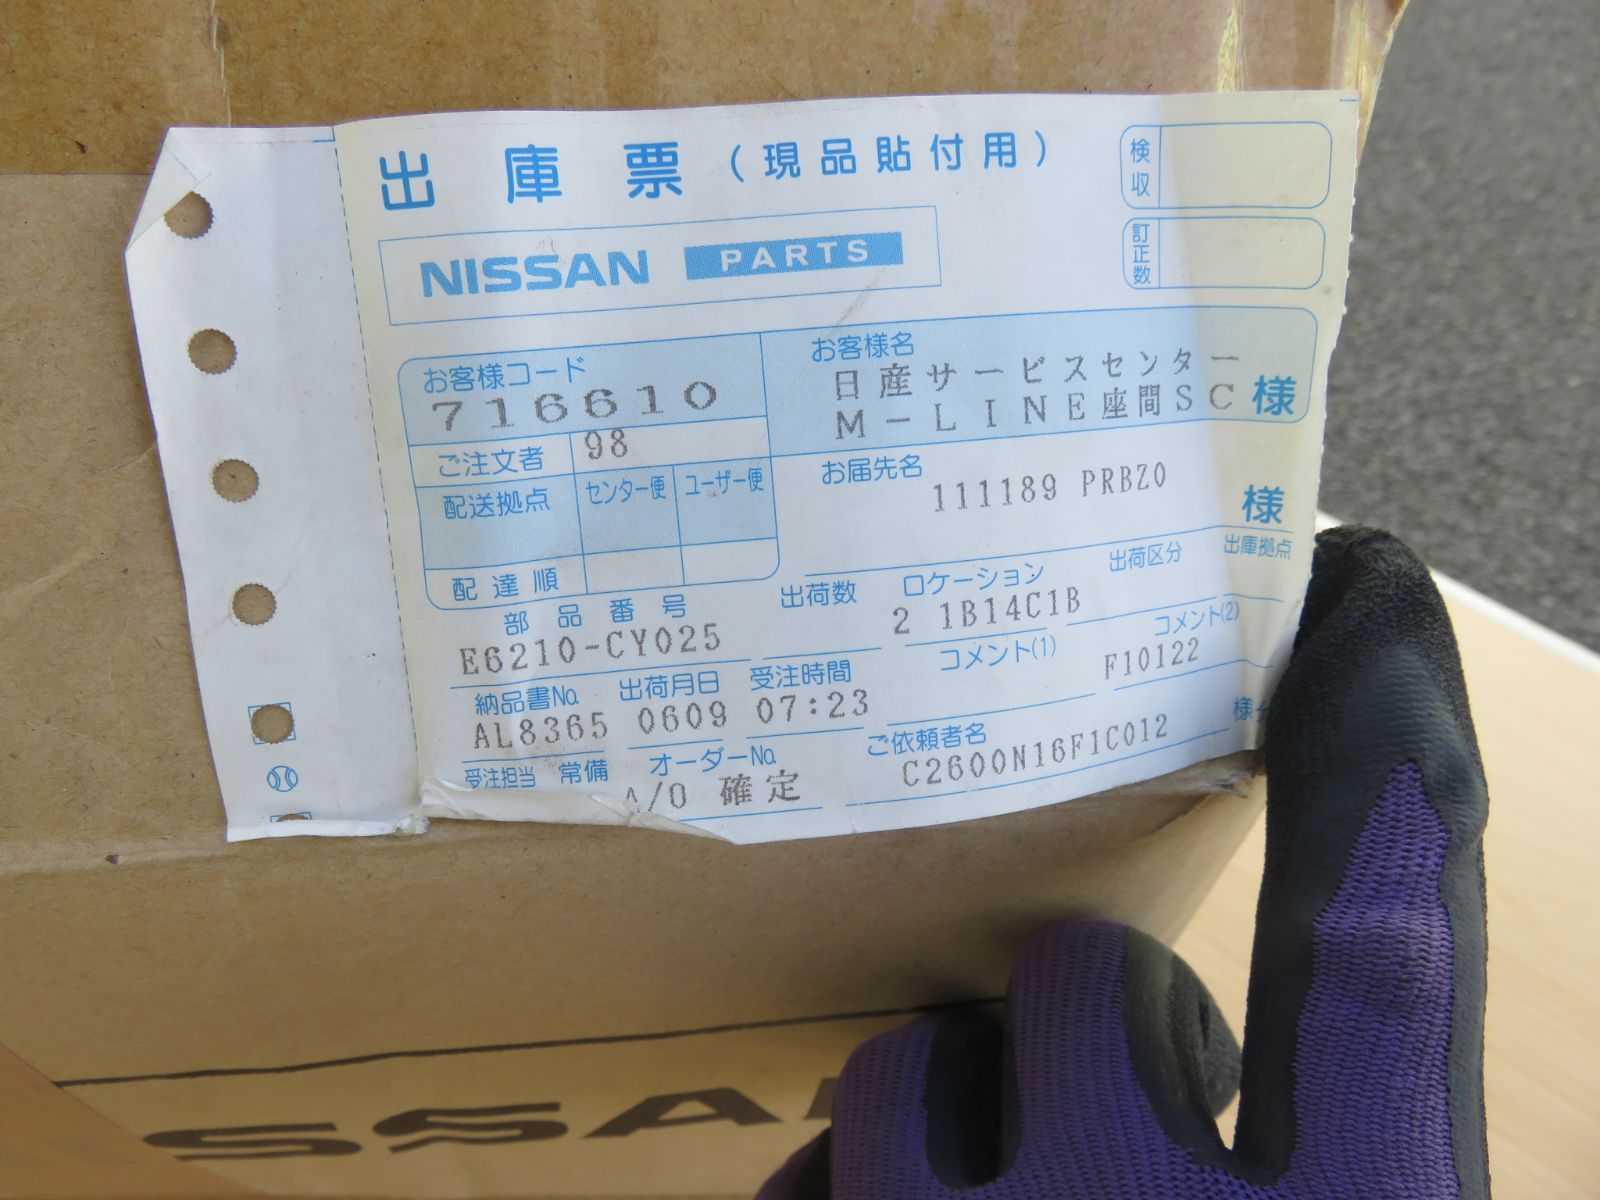 出庫票（現品貼付用）
検収
訂正数
NISSAN PARTS
お客様コード
716610
お客様名
日産サービスセンター
M－LINE座間SC 様
ご注文者 98
配送拠点 センター便 ユーザー便
配達順
お届先名
111189 PRBZ0
様
部品番号
E6210-CY025
出荷数
2
ロケーション
1B14C1B
出荷区分
出庫拠点
納品書No.
AL8365
出荷月日
0609
受注時間
07:23
コメント(1)
コメント(2)
F10122
受注担当 常備
オーダーNo.
A/O 確定
ご依頼者名
C2600N16F1C012
様
SSA